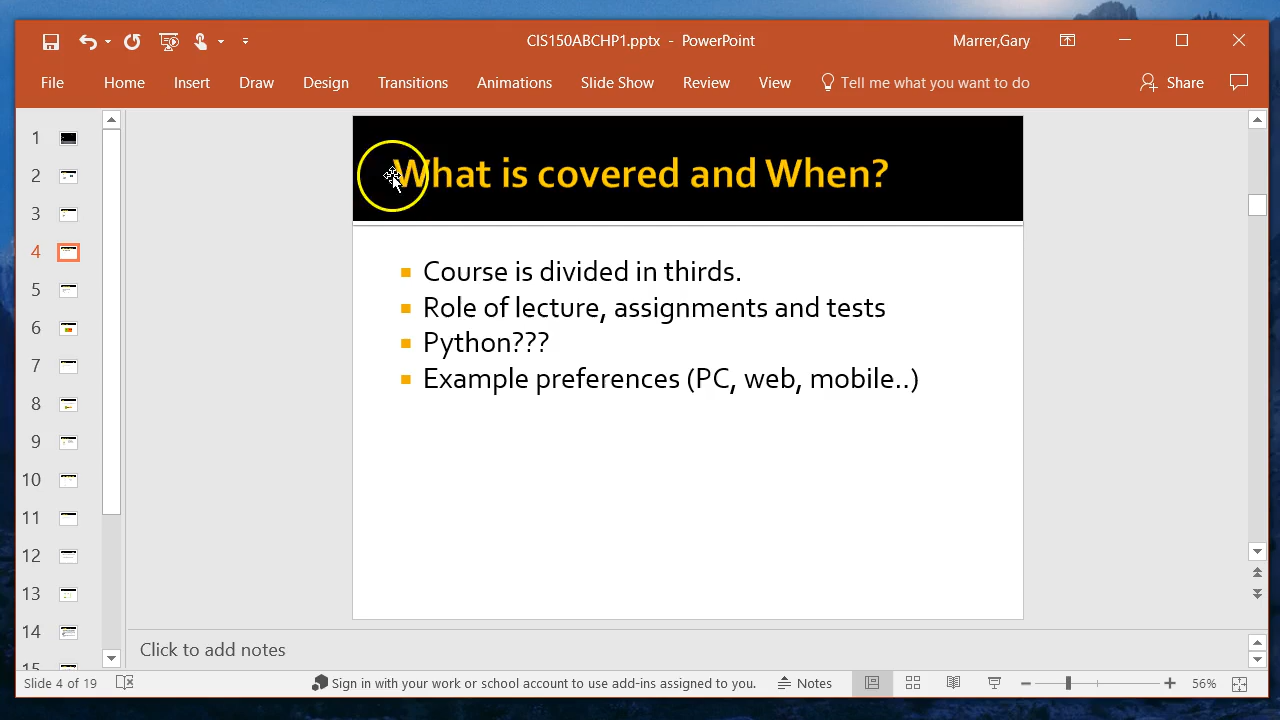 CIS150ABCHP1.pptx - PowerPoint
Marrer,Gary
File Home Insert Draw Design Transitions Animations Slide Show Review View Tell me what you want to do Share
1
2
3
4
5
6
7
8
9
10
11
12
13
14
15
What is covered and When?
Course is divided in thirds.
Role of lecture, assignments and tests
Python???
Example preferences (PC, web, mobile..)
Click to add notes
Slide 4 of 19 Sign in with your work or school account to use add-ins assigned to you. Notes 56%